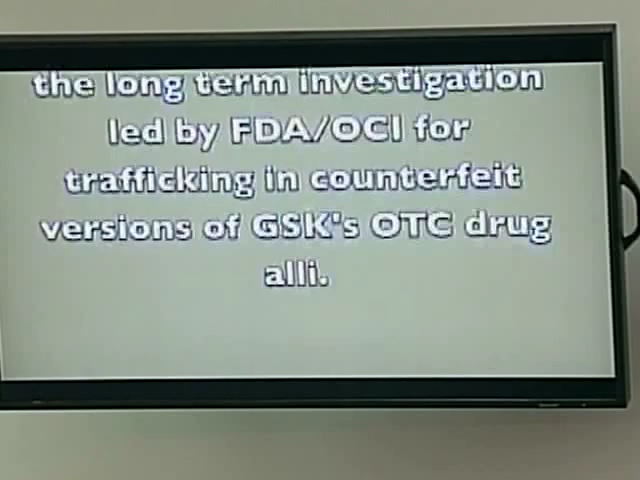 the long term investigation
led by FDA/OCI for
trafficking in counterfeit
versions of GSK's OTC drug
alli.